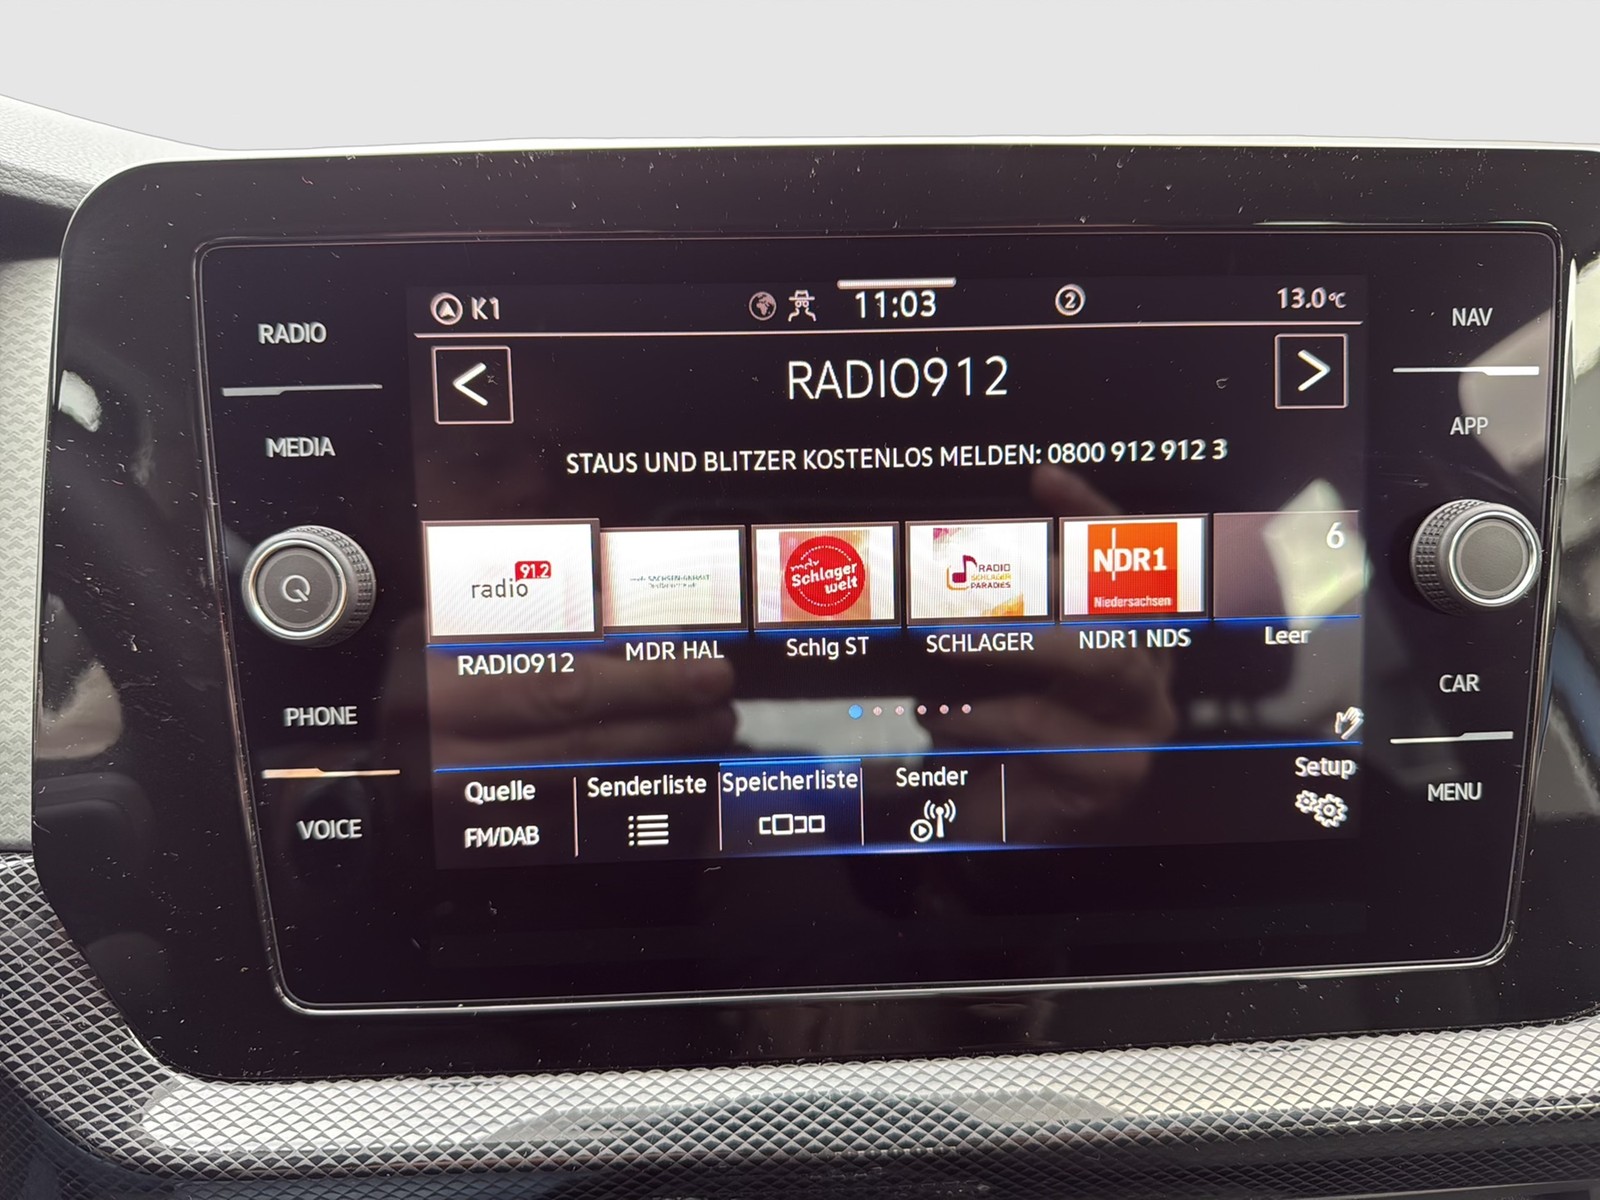 RADIO
MEDIA
PHONE
VOICE
K1
11:03
2
13.0°C
RADIO912
STAUS UND BLITZER KOSTENLOS MELDEN: 0800 912 912 3
radio 91.2
mdr
Schlager
welt
RADIO
SCHLAGER
PARADIES
NDR1
Niedersachsen
6
RADIO912
MDR HAL
Schlg ST
SCHLAGER
NDR1 NDS
Leer
Quelle
FM/DAB
Senderliste
Speicherliste
Sender
Setup
NAV
APP
CAR
MENU